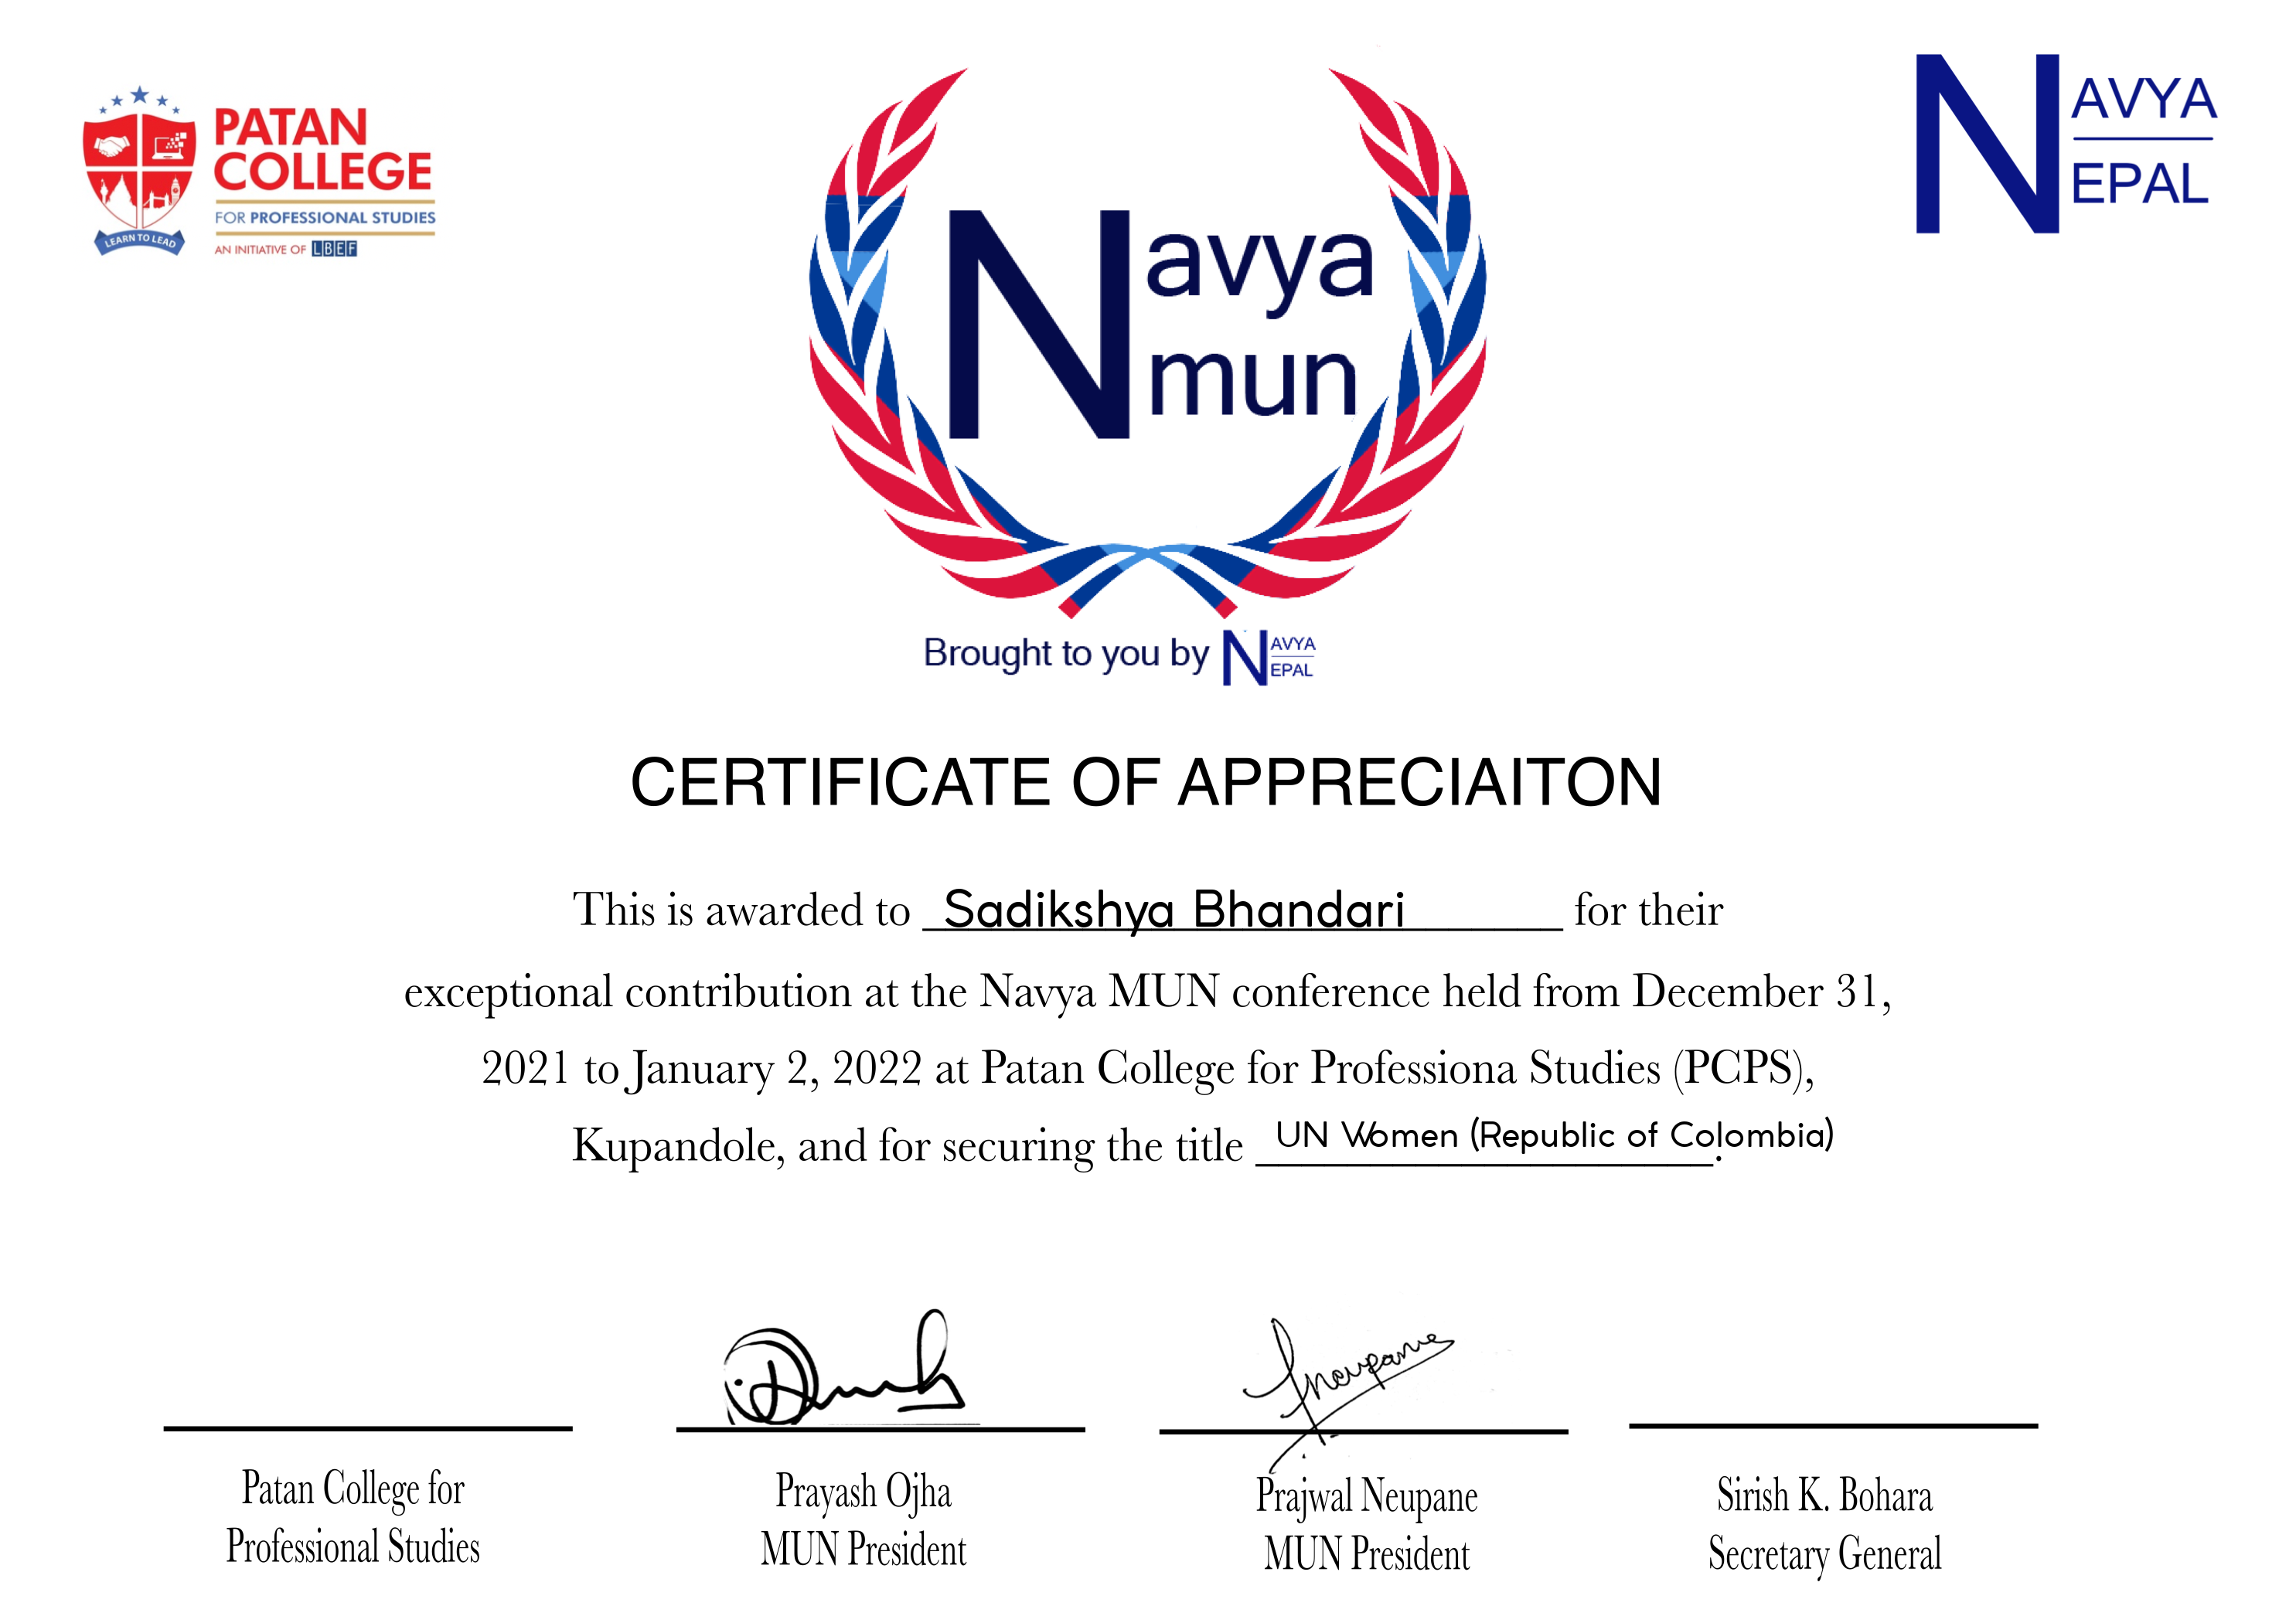 PATAN
COLLEGE
FOR PROFESSIONAL STUDIES
AN INITIATIVE OF LBEF
LEARN TO LEAD
Navya
mun
Brought to you by NAVYA
NEPAL
NAVYA
NEPAL
CERTIFICATE OF APPRECIAITON
This is awarded to Sadikshya Bhandari for their
exceptional contribution at the Navya MUN conference held from December 31,
2021 to January 2, 2022 at Patan College for Professiona Studies (PCPS),
Kupandole, and for securing the title UN Women (Republic of Colombia).
Neupane
Patan College for
Professional Studies
Prayash Ojha
MUN President
Prajwal Neupane
MUN President
Sirish K. Bohara
Secretary General